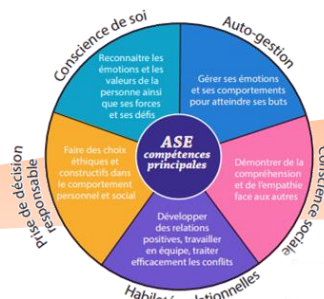 Conscience de soi
Auto-gestion
Reconnaitre les
émotions et les
valeurs de la
personne ainsi
que ses forces
et ses défis
Gérer ses émotions
et ses comportements
pour atteindre ses buts
ASE
compétences
principales
Faire des choix
éthiques et
constructifs dans
le comportement
personnel et social
Démontrer de la
compréhension
et de l'empathie
face aux autres
Développer
des relations
positives, travailler
en équipe, traiter
efficacement les conflits
Prise de décision
responsable
Conscience sociale
Habiletés relationnelles